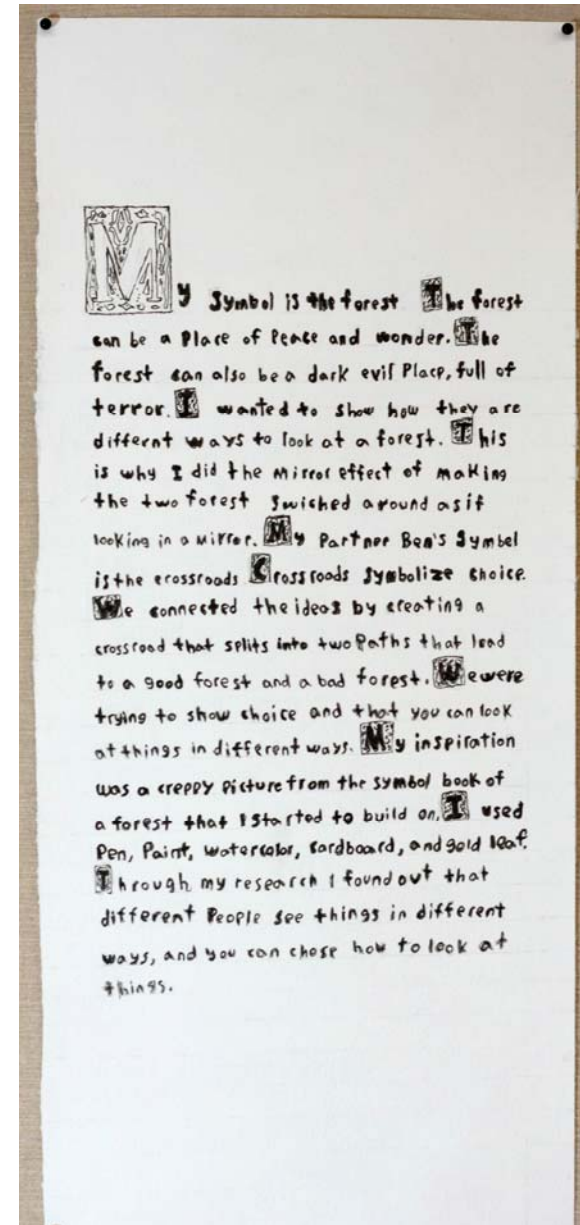 My Symbol is the forest The forest
can be a Place of Peace and wonder. The
forest can also be a dark evil Place, full of
terror. I wanted to show how they are
differnt ways to look at a forest. This
is why I did the Mirror effect of making
the two forest Swiched around as if
looking in a mirror. My Partner Ben's Symbel
is the crossroads Crossroads Symbolize choice.
We connected the ideas by creating a
crossroad that splits into two Paths that lead
to a good forest and a bad forest. We were
trying to show choice and that you can look
at things in different ways. My inspiration
was a creppy Picture from the symbol book of
a forest that I Started to build on. I used
Pen, Paint, watercolor, Cardboard, and gold leaf.
Through my research I found out that
different People see things in different
ways, and you can chose how to look at
things.